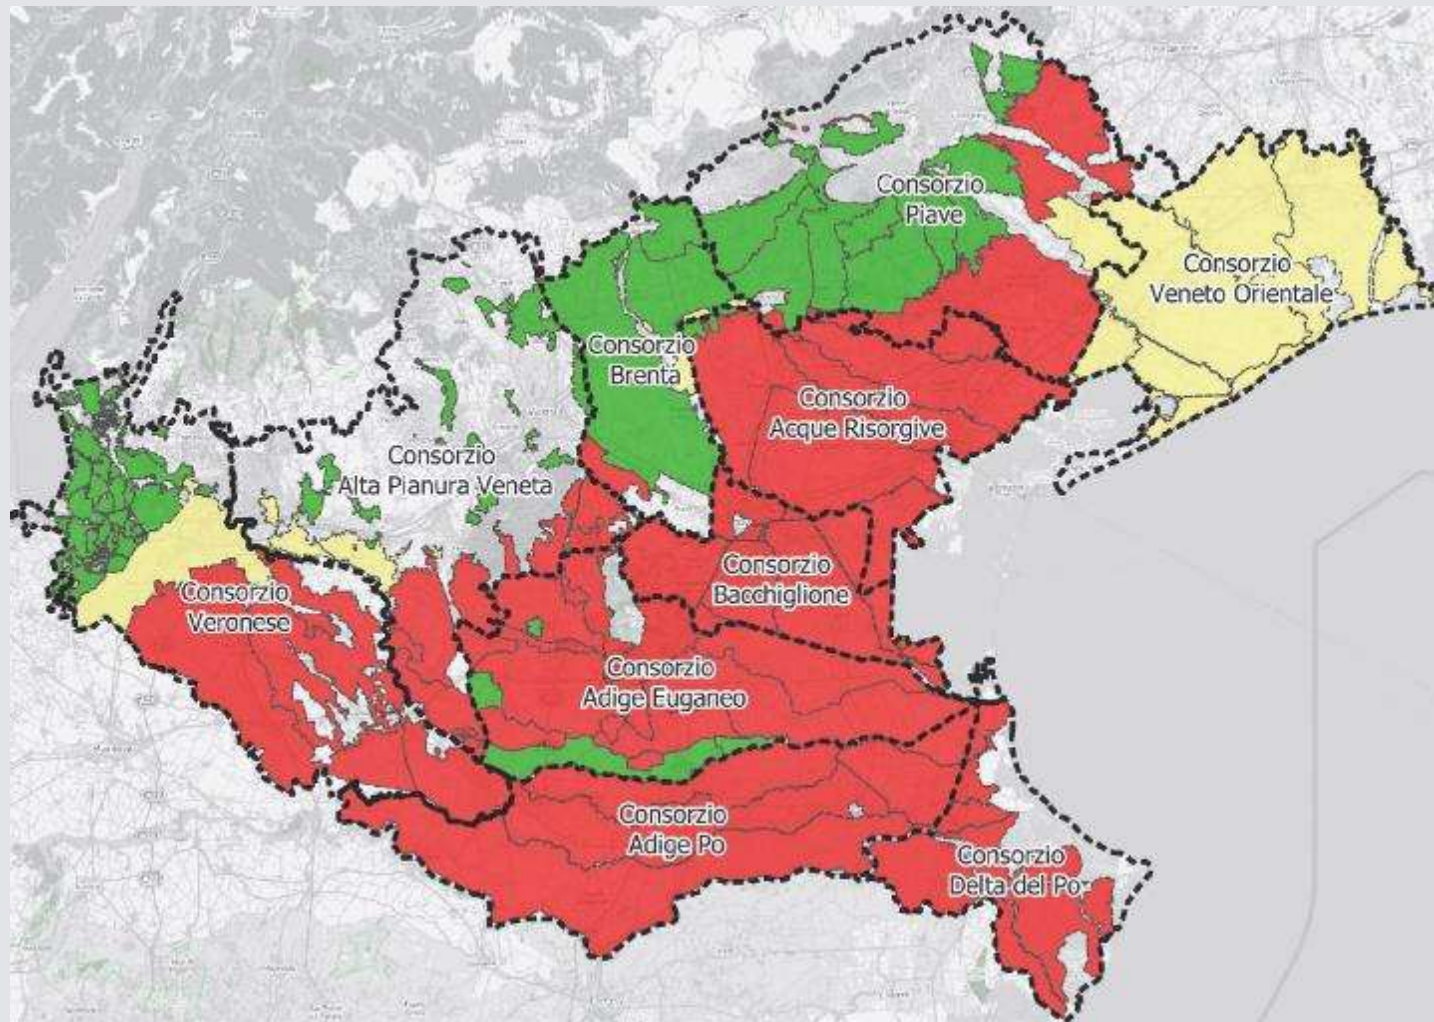 Consorzio
Piave
Consorzio
Veneto Orientale
Consorzio
Brenta
Consorzio
Acque Risorgive
Consorzio
Alta Pianura Veneta
Consorzio
Bacchiglione
Consorzio
Veronese
Consorzio
Adige Euganeo
Consorzio
Adige Po
Consorzio
Delta del Po